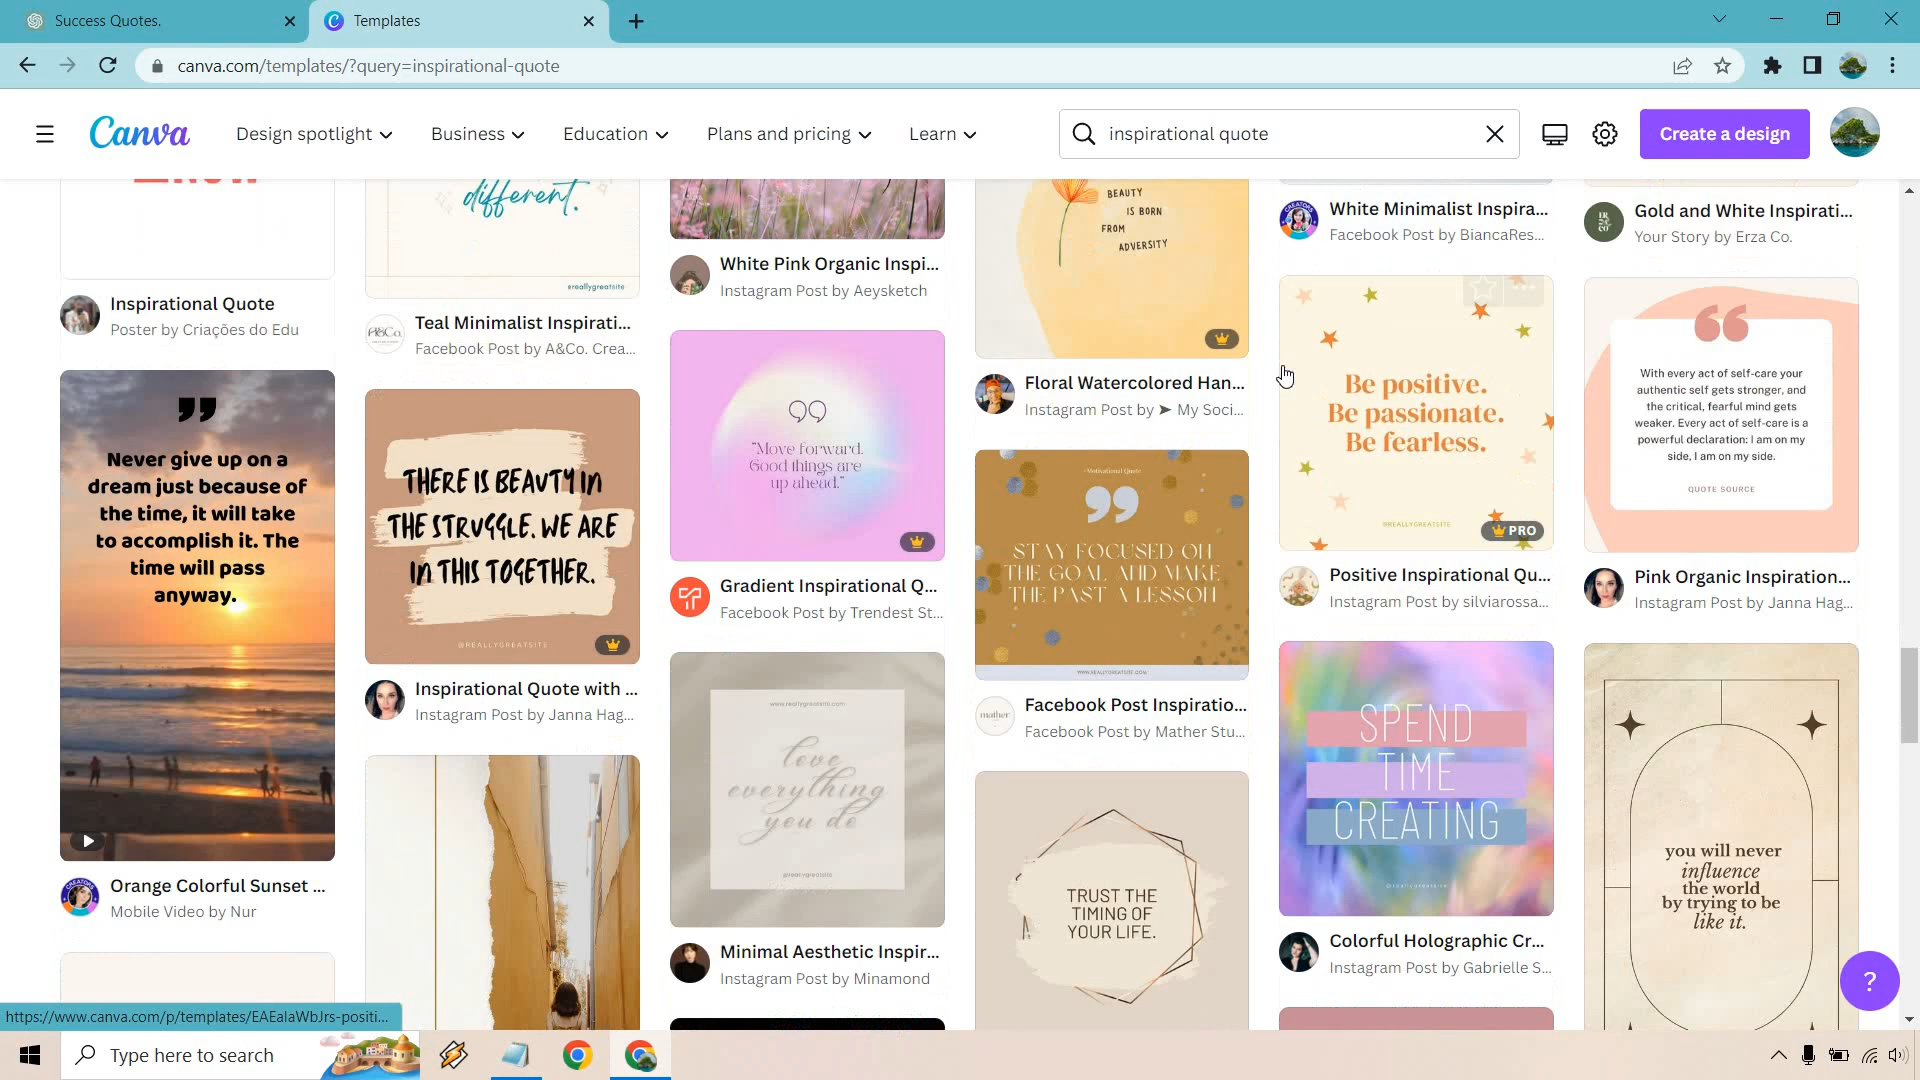 Success Quotes.
Templates
canva.com/templates/?query=inspirational-quote
Canva
Design spotlight
Business
Education
Plans and pricing
Learn
inspirational quote
Create a design
different.
@reallygreatsite
BEAUTY
IS BORN
FROM
ADVERSITY
White Minimalist Inspira...
Facebook Post by BiancaRes...
Gold and White Inspirati...
Your Story by Erza Co.
Inspirational Quote
Poster by Criações do Edu
Teal Minimalist Inspirati...
Facebook Post by A&Co. Crea...
White Pink Organic Inspi...
Instagram Post by Aeysketch
Floral Watercolored Han...
Instagram Post by ➤ My Soci...
Never give up on a
dream just because of
the time, it will take
to accomplish it. The
time will pass
anyway.
Orange Colorful Sunset ...
Mobile Video by Nur
THERE IS BEAUTY IN
THE STRUGGLE. WE ARE
IN THIS TOGETHER.
@REALLYGREATSITE
Inspirational Quote with ...
Instagram Post by Janna Hag...
"Move forward.
Good things are
up ahead."
Gradient Inspirational Q...
Facebook Post by Trendest St...
www.reallygreatsite.com
love
everything
you do
@reallygreatsite
Minimal Aesthetic Inspir...
Instagram Post by Minamond
#Motivational Quote
STAY FOCUSED ON
THE GOAL AND MAKE
THE PAST A LESSON
WWW.REALLYGREATSITE.COM
mather
Facebook Post Inspiratio...
Facebook Post by Mather Stu...
TRUST THE
TIMING OF
YOUR LIFE.
Be positive.
Be passionate.
Be fearless.
@REALLYGREATSITE
PRO
Positive Inspirational Qu...
Instagram Post by silviarossa...
SPEND
TIME
CREATING
@reallygreatsite
Colorful Holographic Cr...
Instagram Post by Gabrielle S...
With every act of self-care your
authentic self gets stronger, and
the critical, fearful mind gets
weaker. Every act of self-care is a
powerful declaration: I am on my
side, I am on my side.
QUOTE SOURCE
Pink Organic Inspiration...
Instagram Post by Janna Hag...
you will never
influence
the world
by trying to be
like it.
?
https://www.canva.com/p/templates/EAEalaWbJrs-positi...
Type here to search